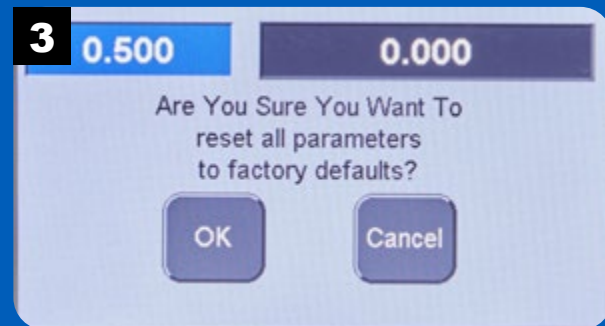 3
0.500 0.000
Are You Sure You Want To
reset all parameters
to factory defaults?
OK Cancel